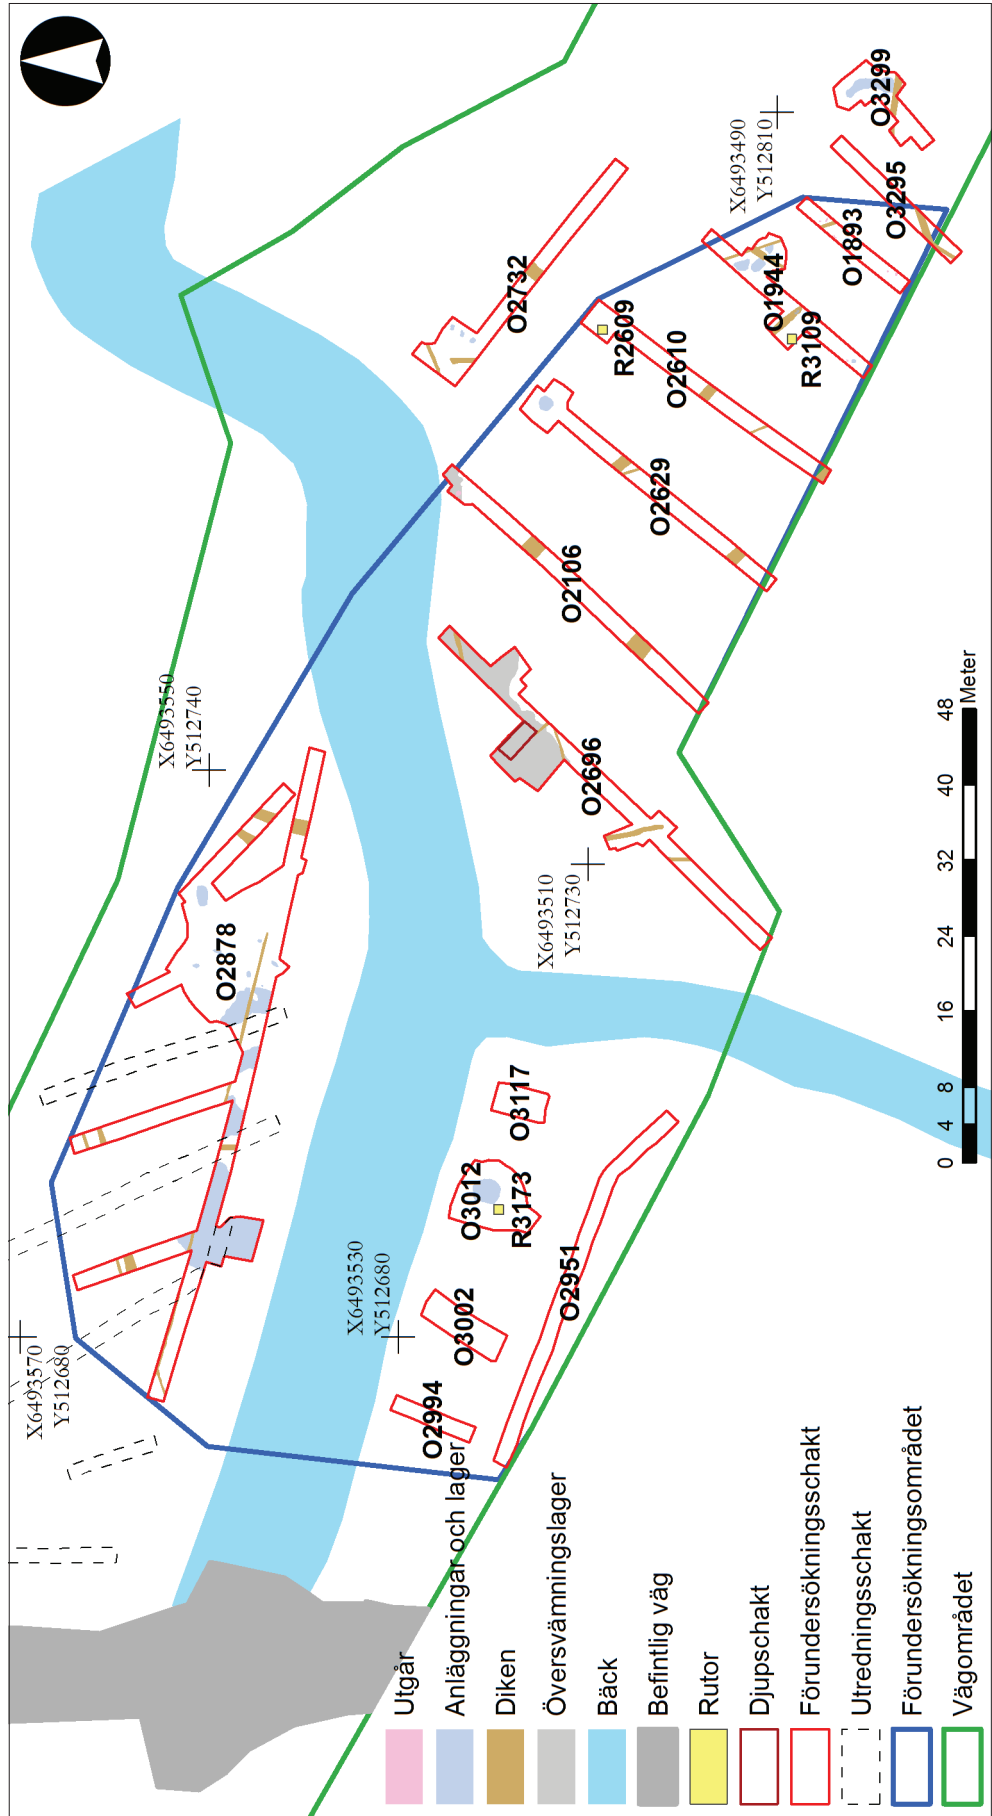 X6493570
Y512680
X6493550
Y512740
X6493530
Y512680
X6493510
Y512730
X6493490
Y512810
O2878
O2732
O2994
O3002
O3012
R3173
O3117
O2951
O2696
O2106
O2629
O2610
R2609
O1944
R3109
O1893
O3295
O3299
Utgår
Anläggningar och lager
Diken
Översvämningslager
Bäck
Befintlig väg
Rutor
Djupschakt
Förundersökningsschakt
Utredningsschakt
Förundersökningsområdet
Vägområdet
0 4 8 16 24 32 40 48
Meter